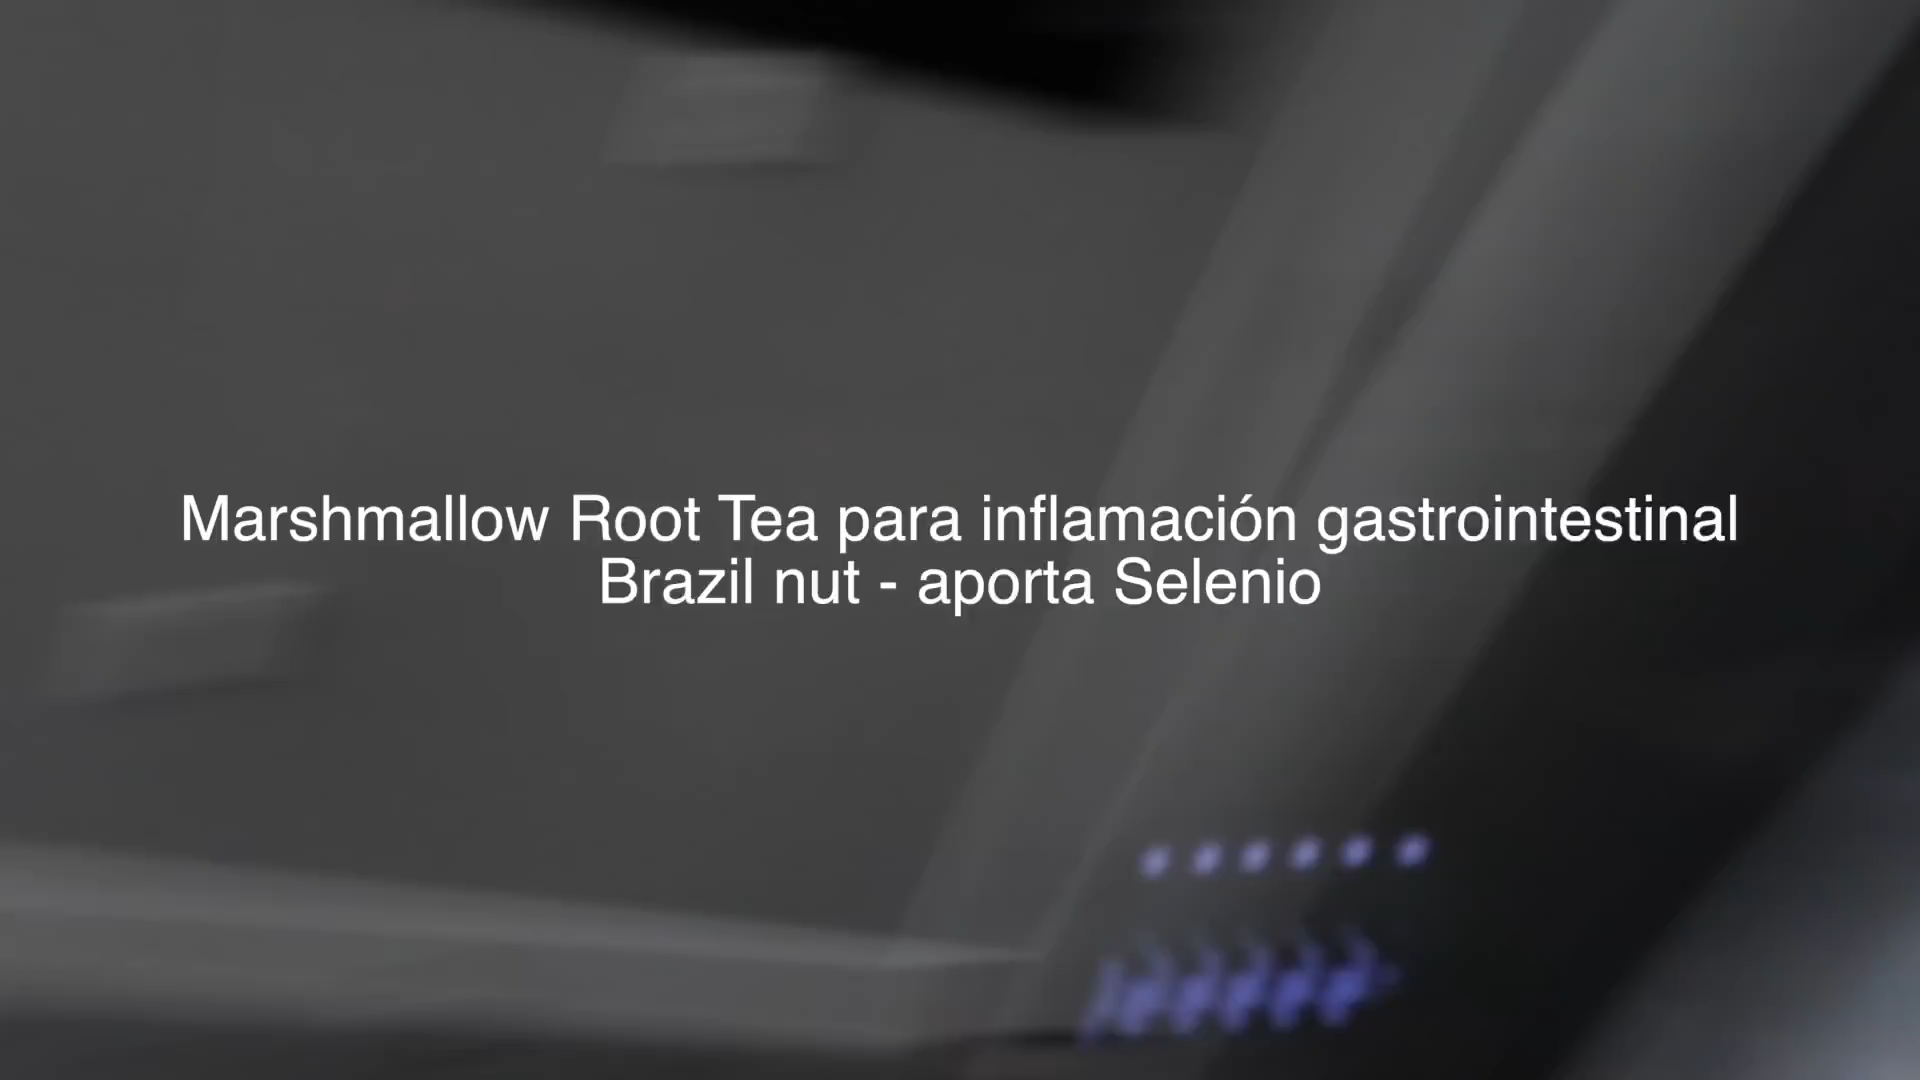 Marshmallow Root Tea para inflamación gastrointestinal
Brazil nut - aporta Selenio